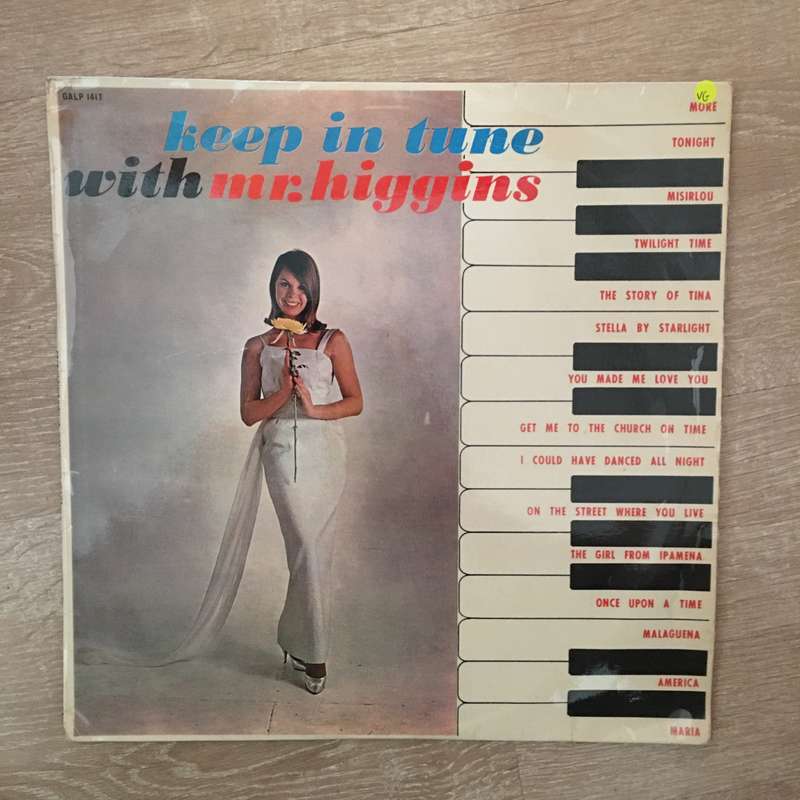 GALP 1417
keep in tune
with mr. higgins
VG
MORE
TONIGHT
MISIRLOU
TWILIGHT TIME
THE STORY OF TINA
STELLA BY STARLIGHT
YOU MADE ME LOVE YOU
GET ME TO THE CHURCH ON TIME
I COULD HAVE DANCED ALL NIGHT
ON THE STREET WHERE YOU LIVE
THE GIRL FROM IPAMENA
ONCE UPON A TIME
MALAGUENA
AMERICA
MARIA